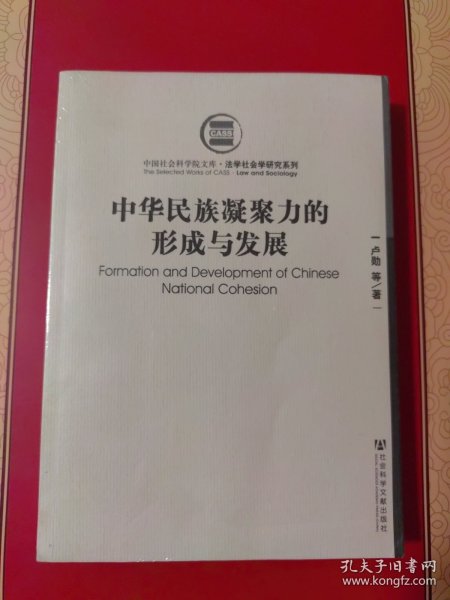 CASS
中国社会科学院文库·法学社会学研究系列
The Selected Works of CASS · Law and Sociology
中华民族凝聚力的
形成与发展
Formation and Development of Chinese
National Cohesion
卢勋 等/著
社会科学文献出版社
孔夫子旧书网
www.kongfz.com